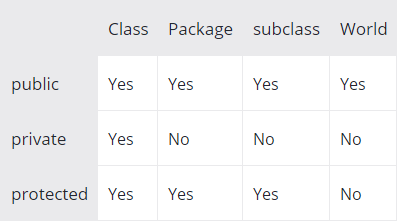 Class Package subclass World
public Yes Yes Yes Yes
private Yes No No No
protected Yes Yes Yes No